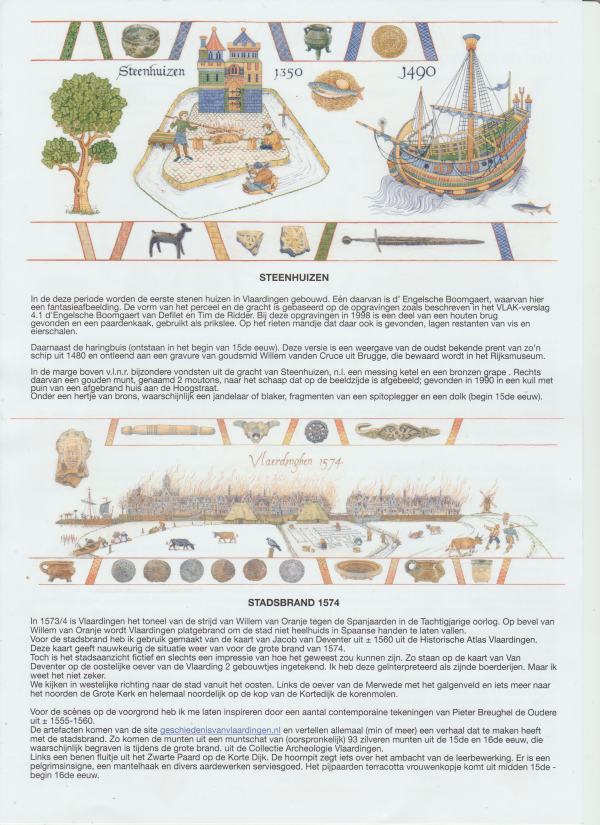 Steenhuizen 1350 1490
STEENHUIZEN
In de deze periode worden de eerste stenen huizen in Vlaardingen gebouwd. Eén daarvan is d' Engelsche Boomgaert, waarvan hier
een fantasieafbeelding. De vorm van het perceel en de gracht is gebaseerd op de opgravingen zoals beschreven in het VLAK-verslag
4.1 d'Engelsche Boomgaert van Defilet en Tim de Ridder. Bij deze opgravingen in 1998 is een deel van een houten brug
gevonden en een paardenkaak, gebruikt als prikslee. Op het rieten mandje dat daar ook is gevonden, lagen restanten van vis en
eierschalen.
Daarnaast de haringbuis (ontstaan in het begin van 15de eeuw). Deze versie is een weergave van de oudst bekende prent van zo'n
schip uit 1480 en ontleend aan een gravure van goudsmid Willem vanden Cruce uit Brugge, die bewaard wordt in het Rijksmuseum.
In de marge boven v.l.n.r. bijzonder vondsten uit de gracht van Steenhuizen, n.l. een messing ketel en een bronzen grape . Rechts
daarvan een gouden munt, genaamd 2 moutons, naar het schaap dat op de beeldzijde is afgebeeld; gevonden in 1990 in een kuil met
puin van een afgebrand huis aan de Hoogstraat.
Onder een hertje van brons, waarschijnlijk een jandelaar of blaker, fragmenten van een spitoplegger en een dolk (begin 15de eeuw).
Vlaerdinghen 1574
STADSBRAND 1574
In 1573/4 is Vlaardingen het toneel van de strijd van Willem van Oranje tegen de Spanjaarden in de Tachtigjarige oorlog. Op bevel van
Willem van Oranje wordt Vlaardingen platgebrand om de stad niet heelhuids in Spaanse handen te laten vallen.
Voor de stadsbrand heb ik gebruik gemaakt van de kaart van Jacob van Deventer uit ± 1560 uit de Historische Atlas Vlaardingen.
Deze kaart geeft nauwkeurig de situatie weer van voor de grote brand van 1574.
Toch is het stadsaanzicht fictief en slechts een impressie van hoe het geweest zou kunnen zijn. Zo staan op de kaart van Van
Deventer op de oostelijke oever van de Vlaarding 2 gebouwtjes ingetekend. Ik heb deze geïnterpreteerd als zijnde boerderijen. Maar ik
weet het niet zeker.
We kijken in westelijke richting naar de stad vanuit het oosten. Links de oever van de Merwede met het galgenveld en iets meer naar
het noorden de Grote Kerk en helemaal noordelijk op de kop van de Kortedijk de korenmolen.
Voor de scènes op de voorgrond heb ik me laten inspireren door een aantal contemporaine tekeningen van Pieter Breughel de Oudere
uit ± 1555-1560.
De artefacten komen van de site geschiedenisvanvlaardingen.nl en vertellen allemaal (min of meer) een verhaal dat te maken heeft
met de stadsbrand. Zo komen de munten uit een muntschat van (oorspronkelijk) 93 zilveren munten uit de 15de en 16de eeuw, die
waarschijnlijk begraven is tijdens de grote brand. uit de Collectie Archeologie Vlaardingen.
Links een benen fluitje uit het Zwarte Paard op de Korte Dijk. De hoornpit zegt iets over het ambacht van de leerbewerking. Er is een
pelgrimsinsigne, een mantelhaak en divers aardewerken serviesgoed. Het pijpaarden terracotta vrouwenkopje komt uit midden 15de -
begin 16de eeuw.